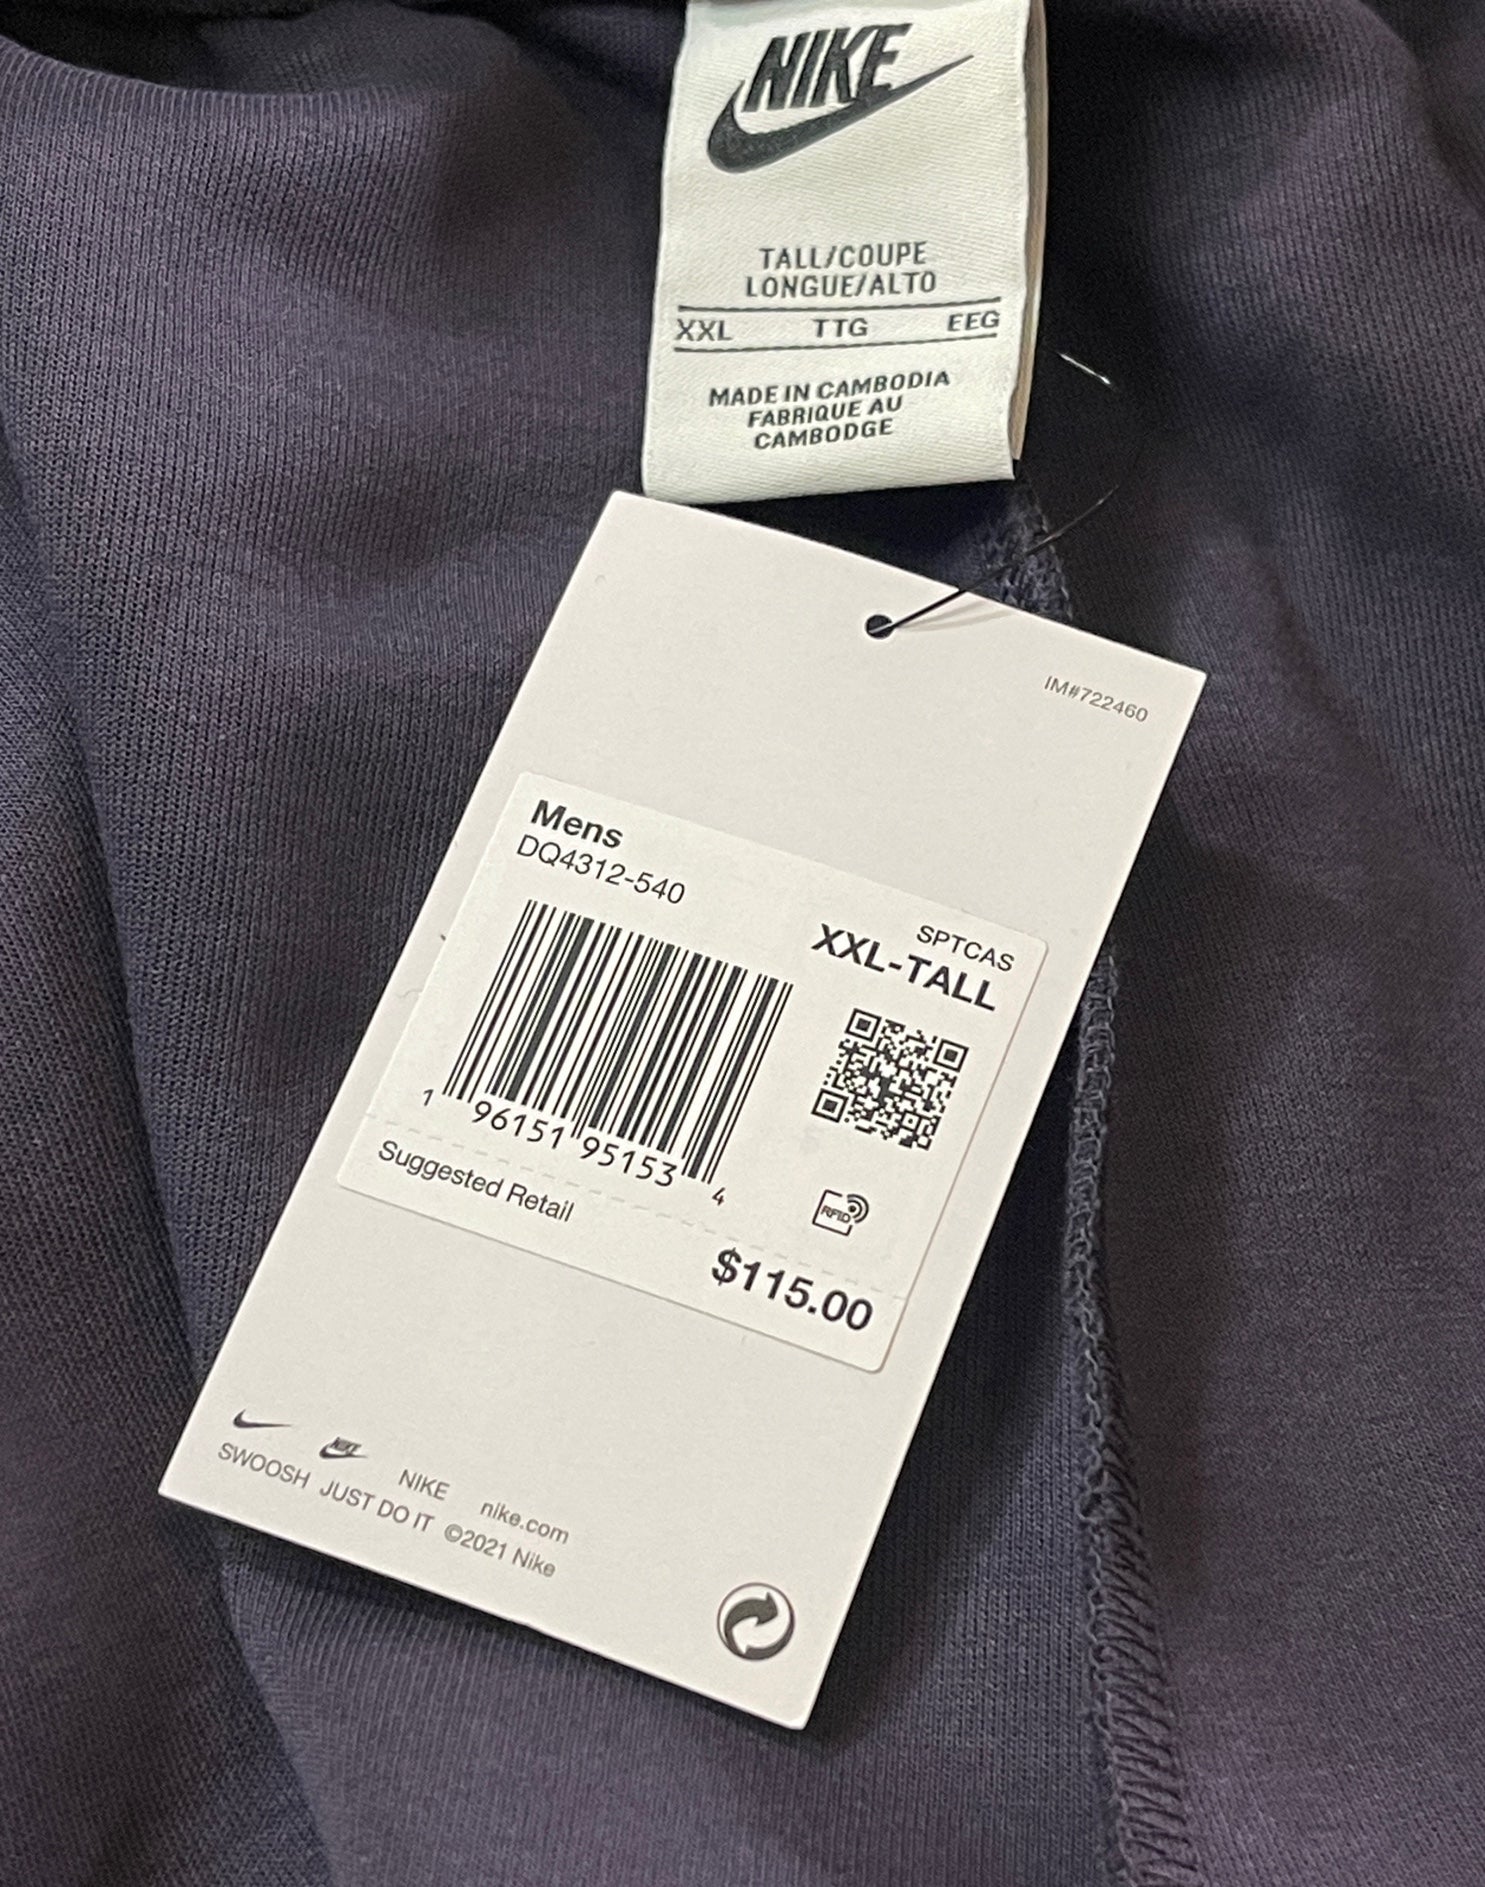 NIKE
TALL/COUPE
LONGUE/ALTO
XXL TTG EEG
MADE IN CAMBODIA
FABRIQUE AU
CAMBODGE
IM#722460
Mens
DQ4312-540
SPTCAS
XXL-TALL
1 96151 95153 4
RFID
Suggested Retail
$115.00
NIKE NIKE nike.com
SWOOSH JUST DO IT ©2021 Nike